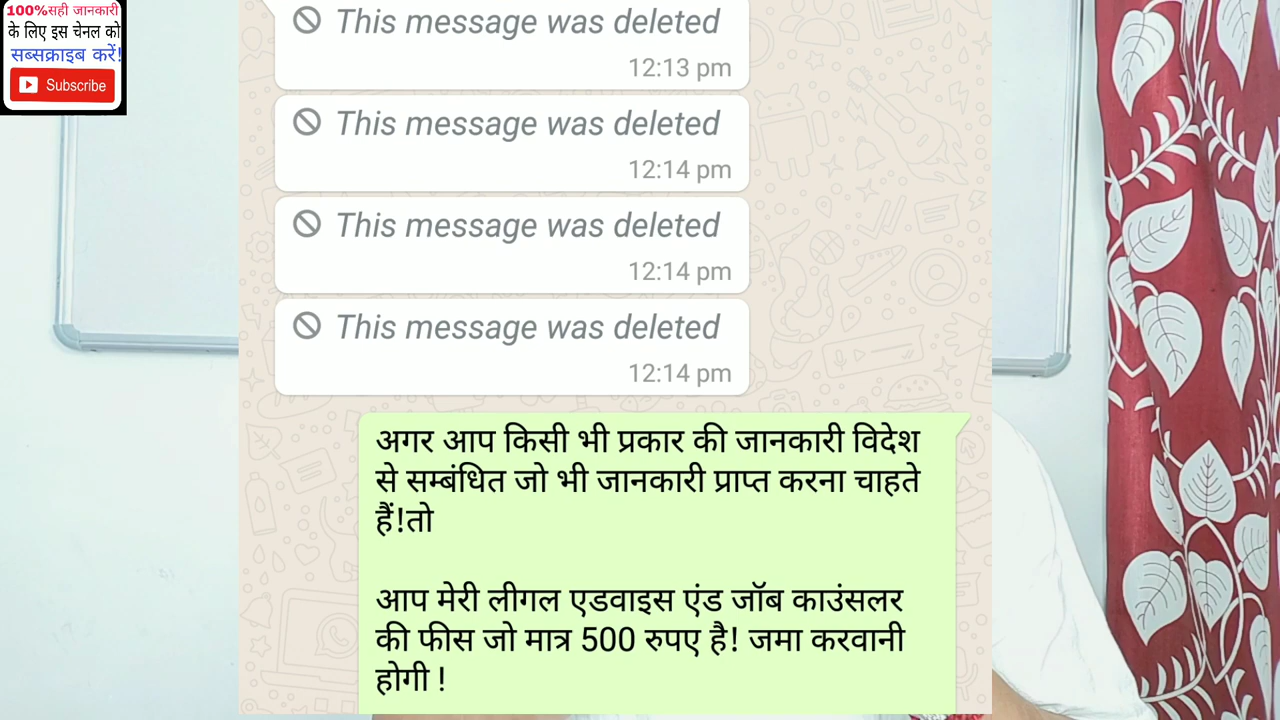 100%सही जानकारी
के लिए इस चेनल को
सब्सक्राइब करें!
Subscribe
This message was deleted
12:13 pm
This message was deleted
12:14 pm
This message was deleted
12:14 pm
This message was deleted
12:14 pm
अगर आप किसी भी प्रकार की जानकारी विदेश
से सम्बंधित जो भी जानकारी प्राप्त करना चाहते
हैं!तो
आप मेरी लीगल एडवाइस एंड जॉब काउंसलर
की फीस जो मात्र 500 रुपए है! जमा करवानी
होगी !